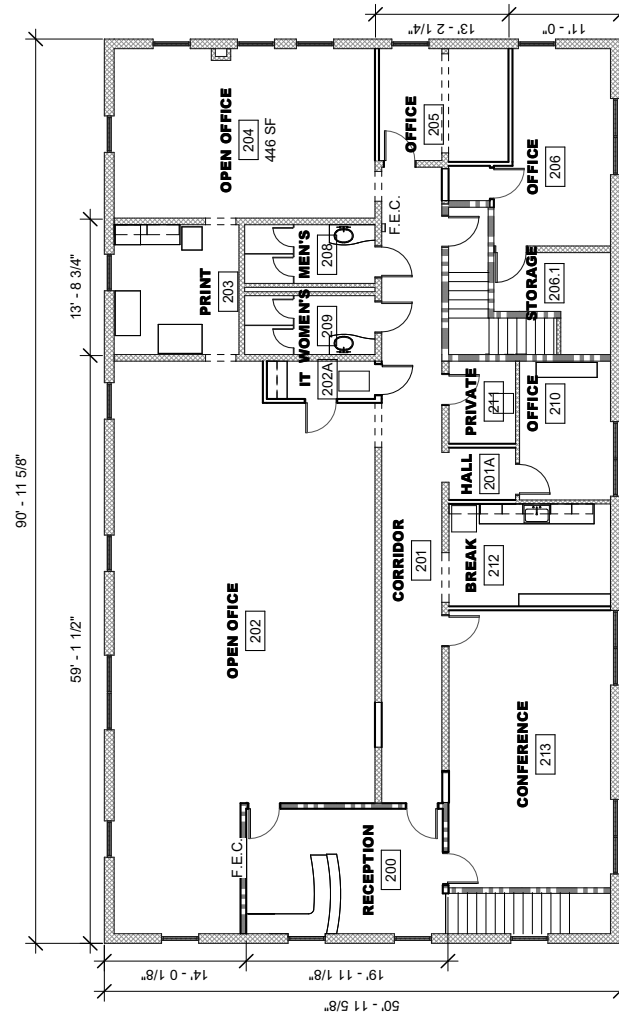 90' - 11 5/8"
59' - 1 1/2"
13' - 8 3/4"
13' - 2 1/4"
11' - 0"
50' - 11 5/8"
14' - 0 1/8"
19' - 11 1/8"
OPEN OFFICE
204
446 SF
OFFICE
205
OFFICE
206
F.E.C.
PRINT
203
MEN'S
208
WOMEN'S
209
STORAGE
206.1
IT
202A
PRIVATE
211
OFFICE
210
HALL
201A
BREAK
212
CORRIDOR
201
OPEN OFICE
202
CONFERENCE
213
F.E.C.
RECEPTION
200